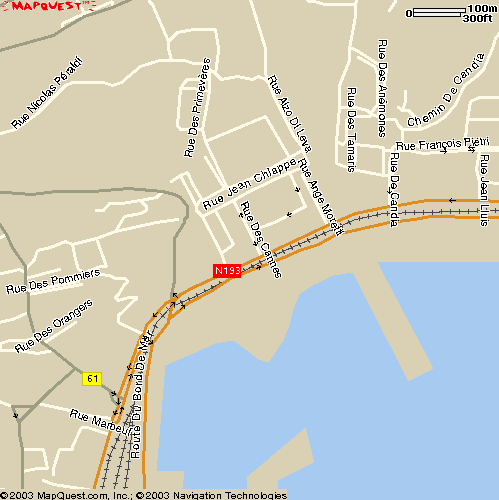 MAPQUEST
0 100m
300ft
Rue Nicolas Péraldi
Rue Des Primevères
Rue Aizo Di Leva
Rue Des Tamaris
Rue Des Anémones
Chemin De Candia
Rue François Pietri
Rue Jean Chiappe
Rue Ange Moretti
Rue De Candia
Rue Jean Lluis
Rue Des Cannes
N193
Rue Des Pommiers
Rue Des Orangers
Route Du Bord De Mer
61
Rue Marbeuf
©2003 MapQuest.com, Inc.; ©2003 Navigation Technologies